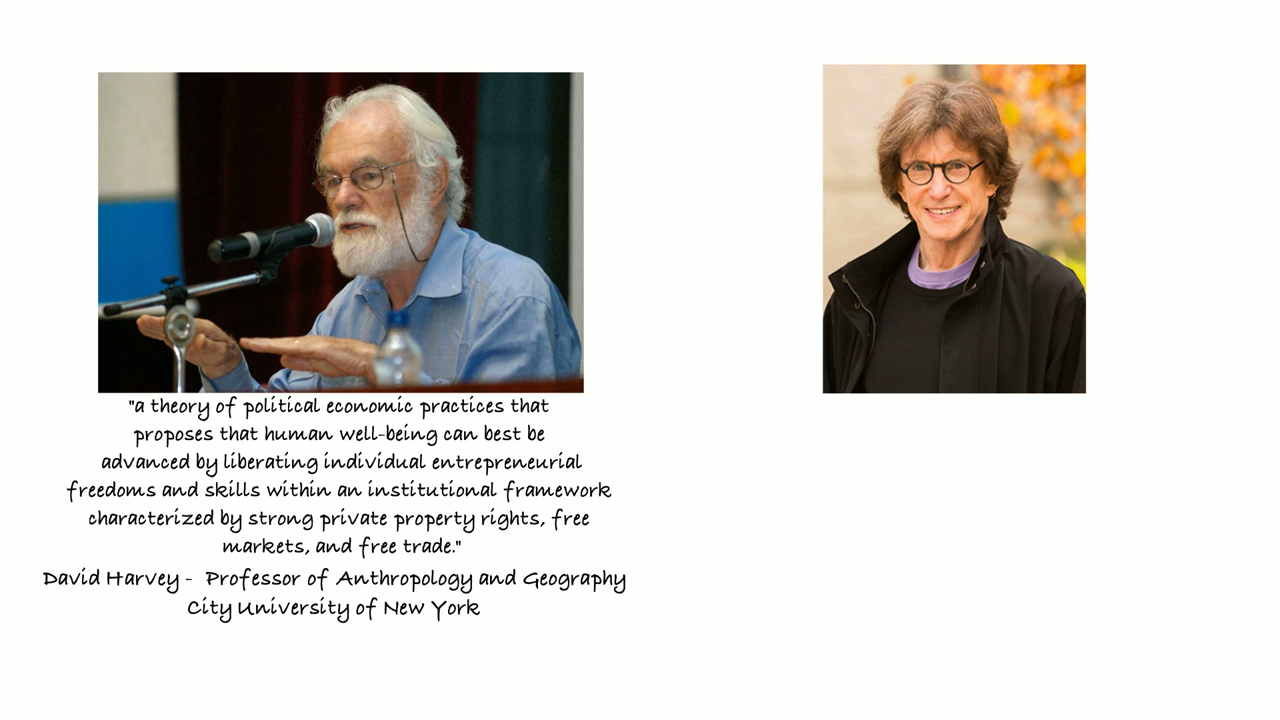 "a theory of political economic practices that
proposes that human well-being can best be
advanced by liberating individual entrepreneurial
freedoms and skills within an institutional framework
characterized by strong private property rights, free
markets, and free trade."
David Harvey - Professor of Anthropology and Geography
City University of New York